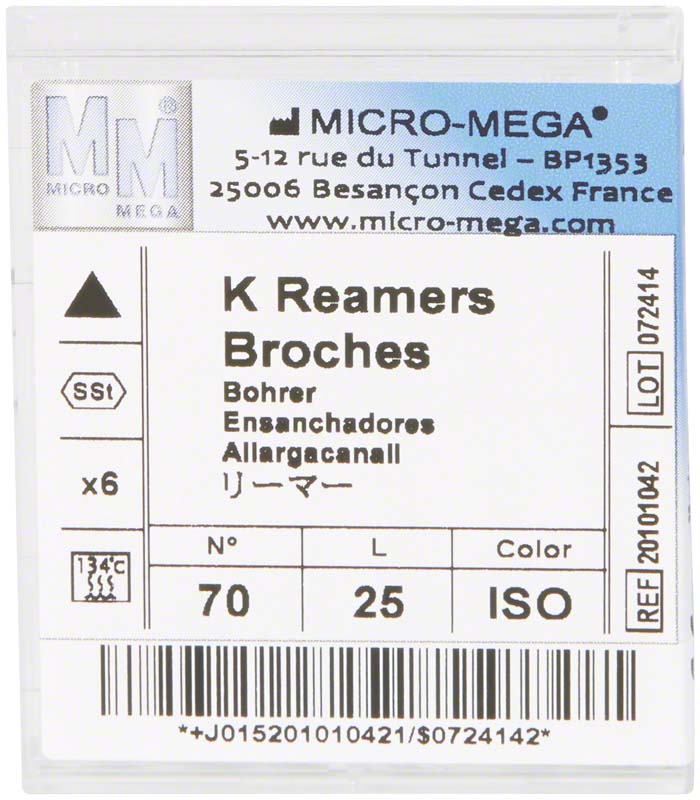 MM®
MICRO
MEGA
MICRO-MEGA®
5-12 rue du Tunnel – BP1353
25006 Besançon Cedex France
www.micro-mega.com
K Reamers
Broches
Bohrer
Ensanchadores
Allargacanali
リーマー
SSt
x6
134°C
N° L Color
70 25 ISO
LOT 072414
REF 20101042
*+J015201010421/$0724142*